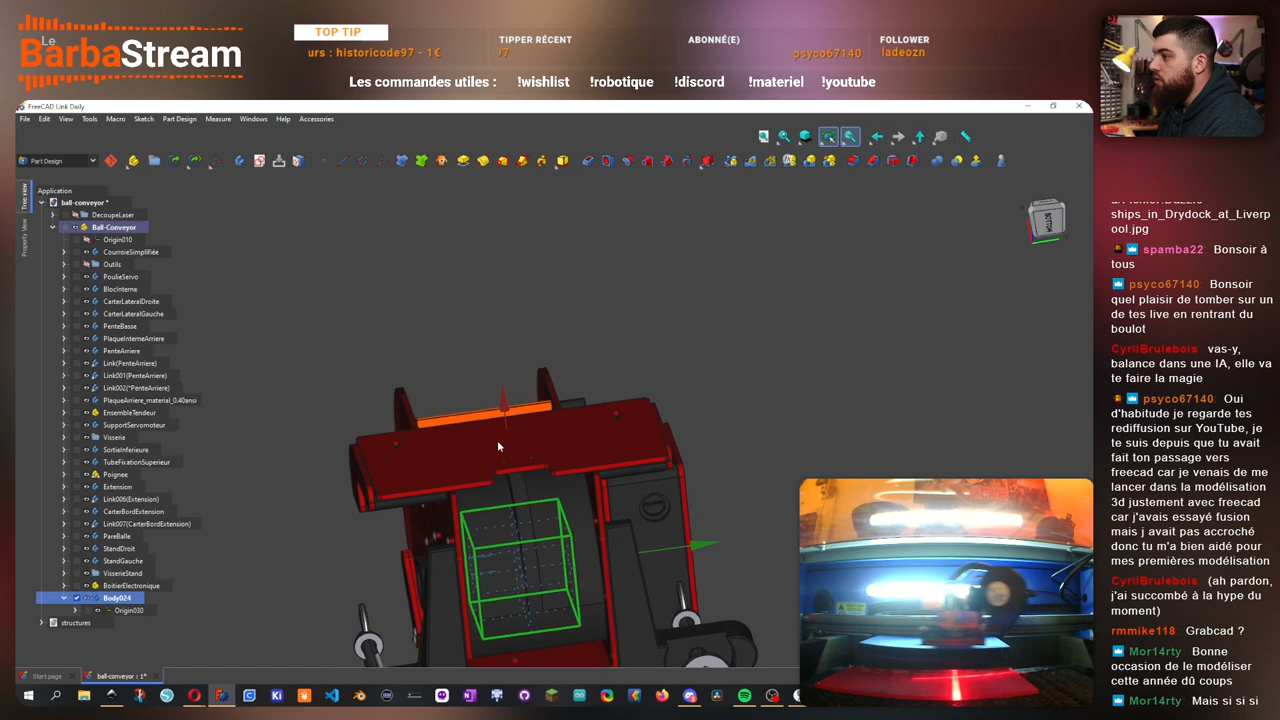 Le
BarbaStream
TOP TIP
urs : historicode97 - 1€
TIPPER RÉCENT
7
ABONNÉ(E)
psyco67140
FOLLOWER
ladeozn
Les commandes utiles : !wishlist !robotique !discord !materiel !youtube
FreeCAD Link Daily
File Edit View Tools Macro Sketch Part Design Measure Windows Help Accessories
Part Design
Tree view
Property View
Application
ball-conveyor *
DecoupeLaser
Ball-Conveyor
Origin010
CourroieSimplifiée
Outils
PoulieServo
BlocInterne
CarterLateralDroite
CarterLateralGauche
PenteBasse
PlaqueInterneArriere
PenteArriere
Link(PenteArriere)
Link001(PenteArriere)
Link002(*PenteArriere)
PlaqueArriere_material_0.40ansi
EnsembleTendeur
SupportServomoteur
Visserie
SortieInferieure
TubeFixationSuperieur
Poignee
Extension
Link006(Extension)
CarterBordExtension
Link007(CarterBordExtension)
PareBalle
StandDroit
StandGauche
VisserieStand
BoitierElectronique
Body024
Origin030
structures
Start page
ball-conveyor : 1*
BOTTOM
ships_in_Drydock_at_Liverp
ool.jpg
spamba22: Bonsoir à
tous
psyco67140: Bonsoir
quel plaisir de tomber sur un
de tes live en rentrant du
boulot
CyrilBrulebois: vas-y,
balance dans une IA, elle va
te faire la magie
psyco67140: Oui
d'habitude je regarde tes
rediffusion sur YouTube, je
te suis depuis que tu avait
fait ton passage vers
freecad car je venais de me
lancer dans la modélisation
3d justement avec freecad
car j'avais essayé fusion
mais j avait pas accroché
donc tu m'a bien aidé pour
mes premières modélisation
CyrilBrulebois: (ah pardon,
j'ai succombé à la hype du
moment)
rmmike118: Grabcad ?
Mor14rty: Bonne
occasion de le modéliser
cette année dû coups
Mor14rty: Mais si si si